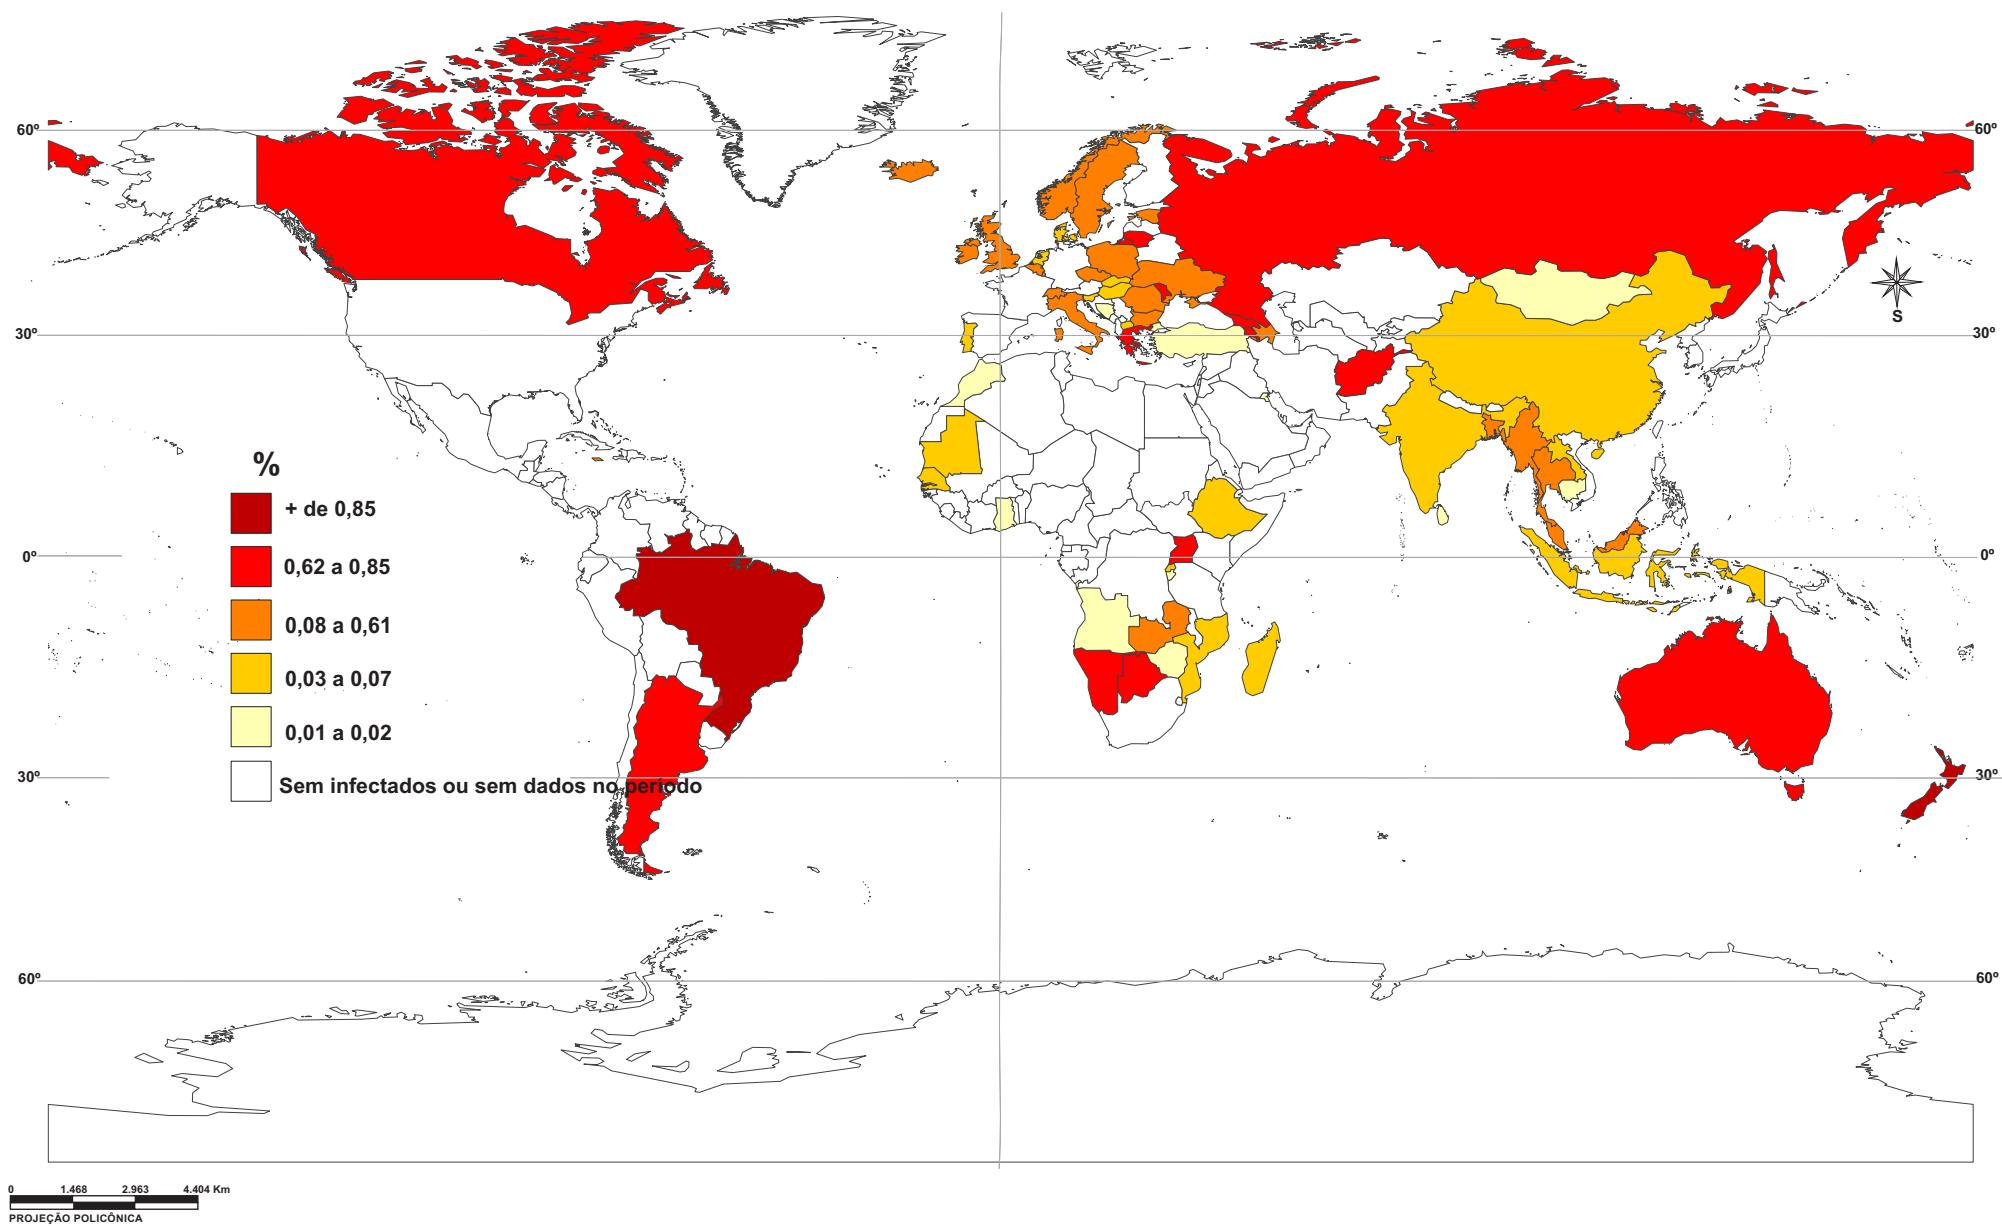 60º
60º
S
30º
30º
%
+ de 0,85
0,62 a 0,85
0º
0º
0,08 a 0,61
0,03 a 0,07
0,01 a 0,02
Sem infectados ou sem dados no período
30º
30º
60º
60º
0 1.468 2.963 4.404 Km
PROJEÇÃO POLICÔNICA